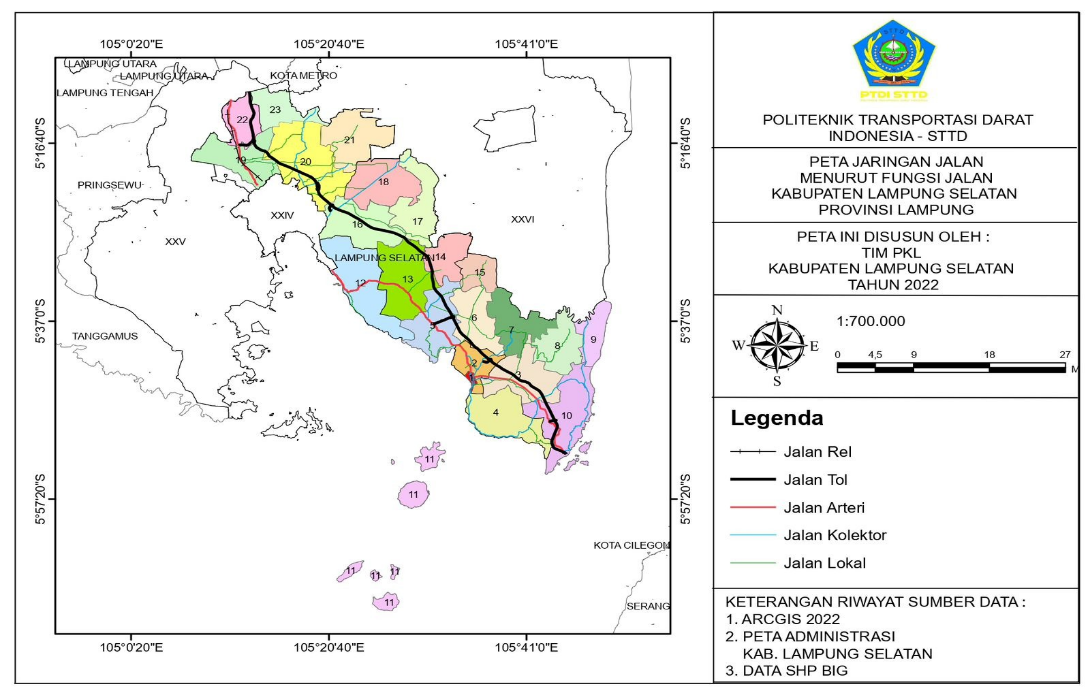 105°0'20"E
105°20'40"E
105°41'0"E
LAMPUNG UTARA
LAMPUNG UTARA
KOTA METRO
LAMPUNG TENGAH
PRINGSEWU
XXIV
XXV
XXVI
LAMPUNG SELATAN
TANGGAMUS
KOTA CILEGON
SERANG
22
23
19
20
21
18
16
17
12
13
14
15
6
7
8
9
2
3
4
10
11
11
11
11
11
11
5°16'40"S
5°37'0"S
5°57'20"S
5°16'40"S
5°37'0"S
5°57'20"S
105°0'20"E
105°20'40"E
105°41'0"E
STTD
PTDI STTD
POLITEKNIK TRANSPORTASI DARAT
INDONESIA - STTD
PETA JARINGAN JALAN
MENURUT FUNGSI JALAN
KABUPATEN LAMPUNG SELATAN
PROVINSI LAMPUNG
PETA INI DISUSUN OLEH :
TIM PKL
KABUPATEN LAMPUNG SELATAN
TAHUN 2022
N
W
E
S
1:700.000
0 4,5 9 18 27
M
Legenda
Jalan Rel
Jalan Tol
Jalan Arteri
Jalan Kolektor
Jalan Lokal
KETERANGAN RIWAYAT SUMBER DATA :
1. ARCGIS 2022
2. PETA ADMINISTRASI
KAB. LAMPUNG SELATAN
3. DATA SHP BIG